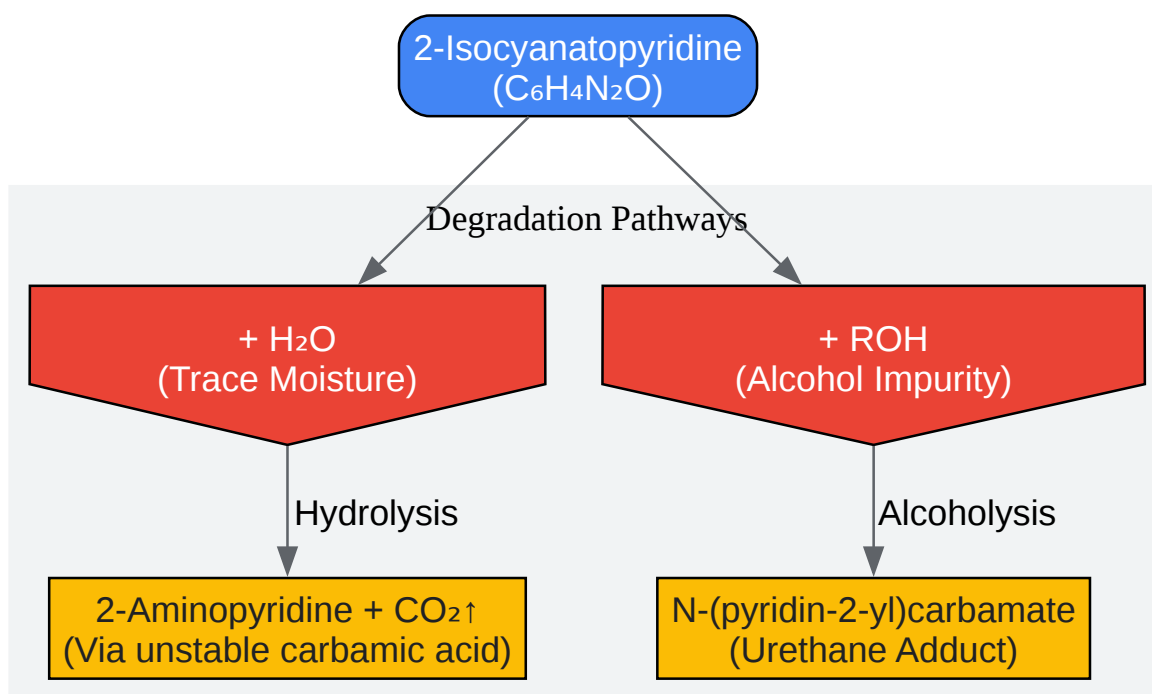 2-Isocyanatopyridine
(C₆H₄N₂O)
Degradation Pathways
+ H₂O
(Trace Moisture)
+ ROH
(Alcohol Impurity)
Hydrolysis
Alcoholysis
2-Aminopyridine + CO₂↑
(Via unstable carbamic acid)
N-(pyridin-2-yl)carbamate
(Urethane Adduct)